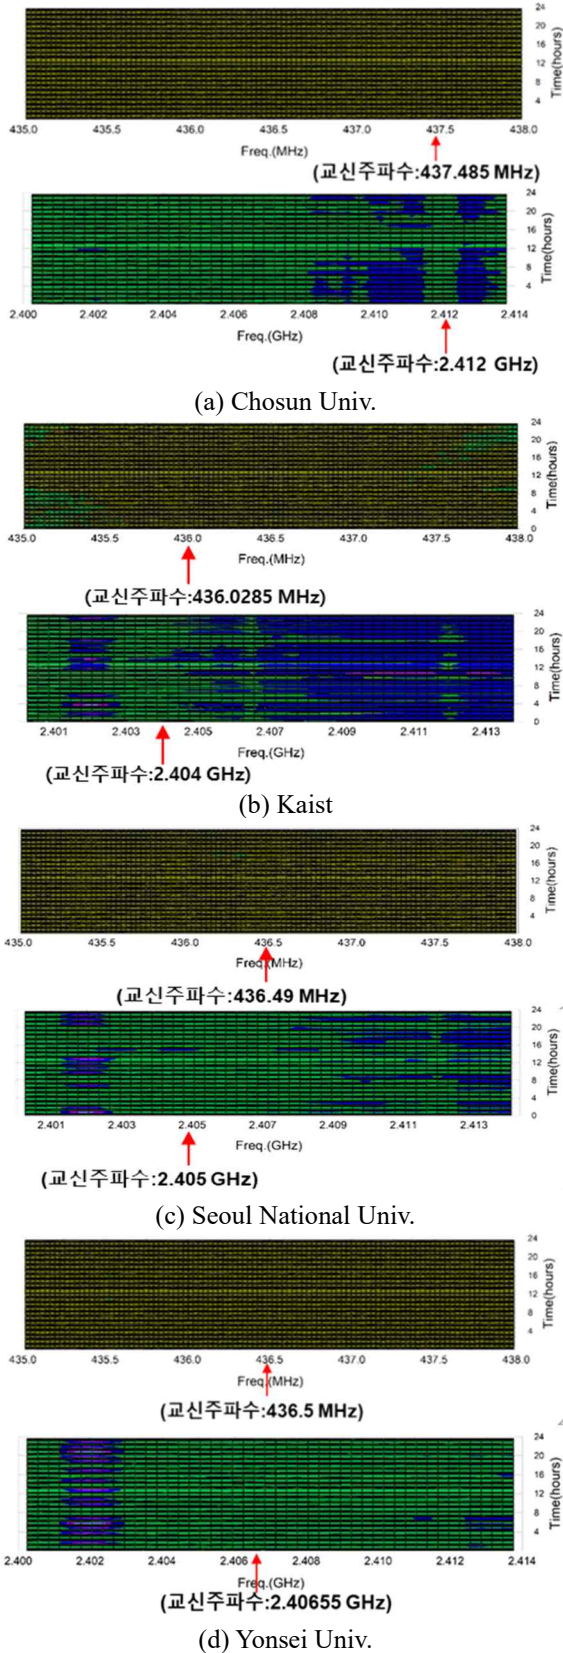 24
20
16
12
8
4
Time(hours)
435.0 435.5 436.0 436.5 437.0 437.5 438.0
Freq.(MHz)
(교신주파수:437.485 MHz)
24
20
16
12
8
4
Time(hours)
2.400 2.402 2.404 2.406 2.408 2.410 2.412 2.414
Freq.(GHz)
(교신주파수:2.412 GHz)
(a) Chosun Univ.
24
20
16
12
8
4
0
Time(hours)
435.0 435.5 436.0 436.5 437.0 437.5 438.0
Freq.(MHz)
(교신주파수:436.0285 MHz)
24
20
16
12
8
4
0
Time(hours)
2.401 2.403 2.405 2.407 2.409 2.411 2.413
Freq.(GHz)
(교신주파수:2.404 GHz)
(b) Kaist
24
20
16
12
8
4
Time(hours)
435.0 435.5 436.0 436.5 437.0 437.5 438.0
Freq.(MHz)
(교신주파수:436.49 MHz)
24
20
16
12
8
4
0
Time(hours)
2.401 2.403 2.405 2.407 2.409 2.411 2.413
Freq.(GHz)
(교신주파수:2.405 GHz)
(c) Seoul National Univ.
24
20
16
12
8
4
Time(hours)
435.0 435.5 436.0 436.5 437.0 437.5 438.0
Freq.(MHz)
(교신주파수:436.5 MHz)
24
20
16
12
8
4
Time(hours)
2.400 2.402 2.404 2.406 2.408 2.410 2.412 2.414
Freq.(GHz)
(교신주파수:2.40655 GHz)
(d) Yonsei Univ.